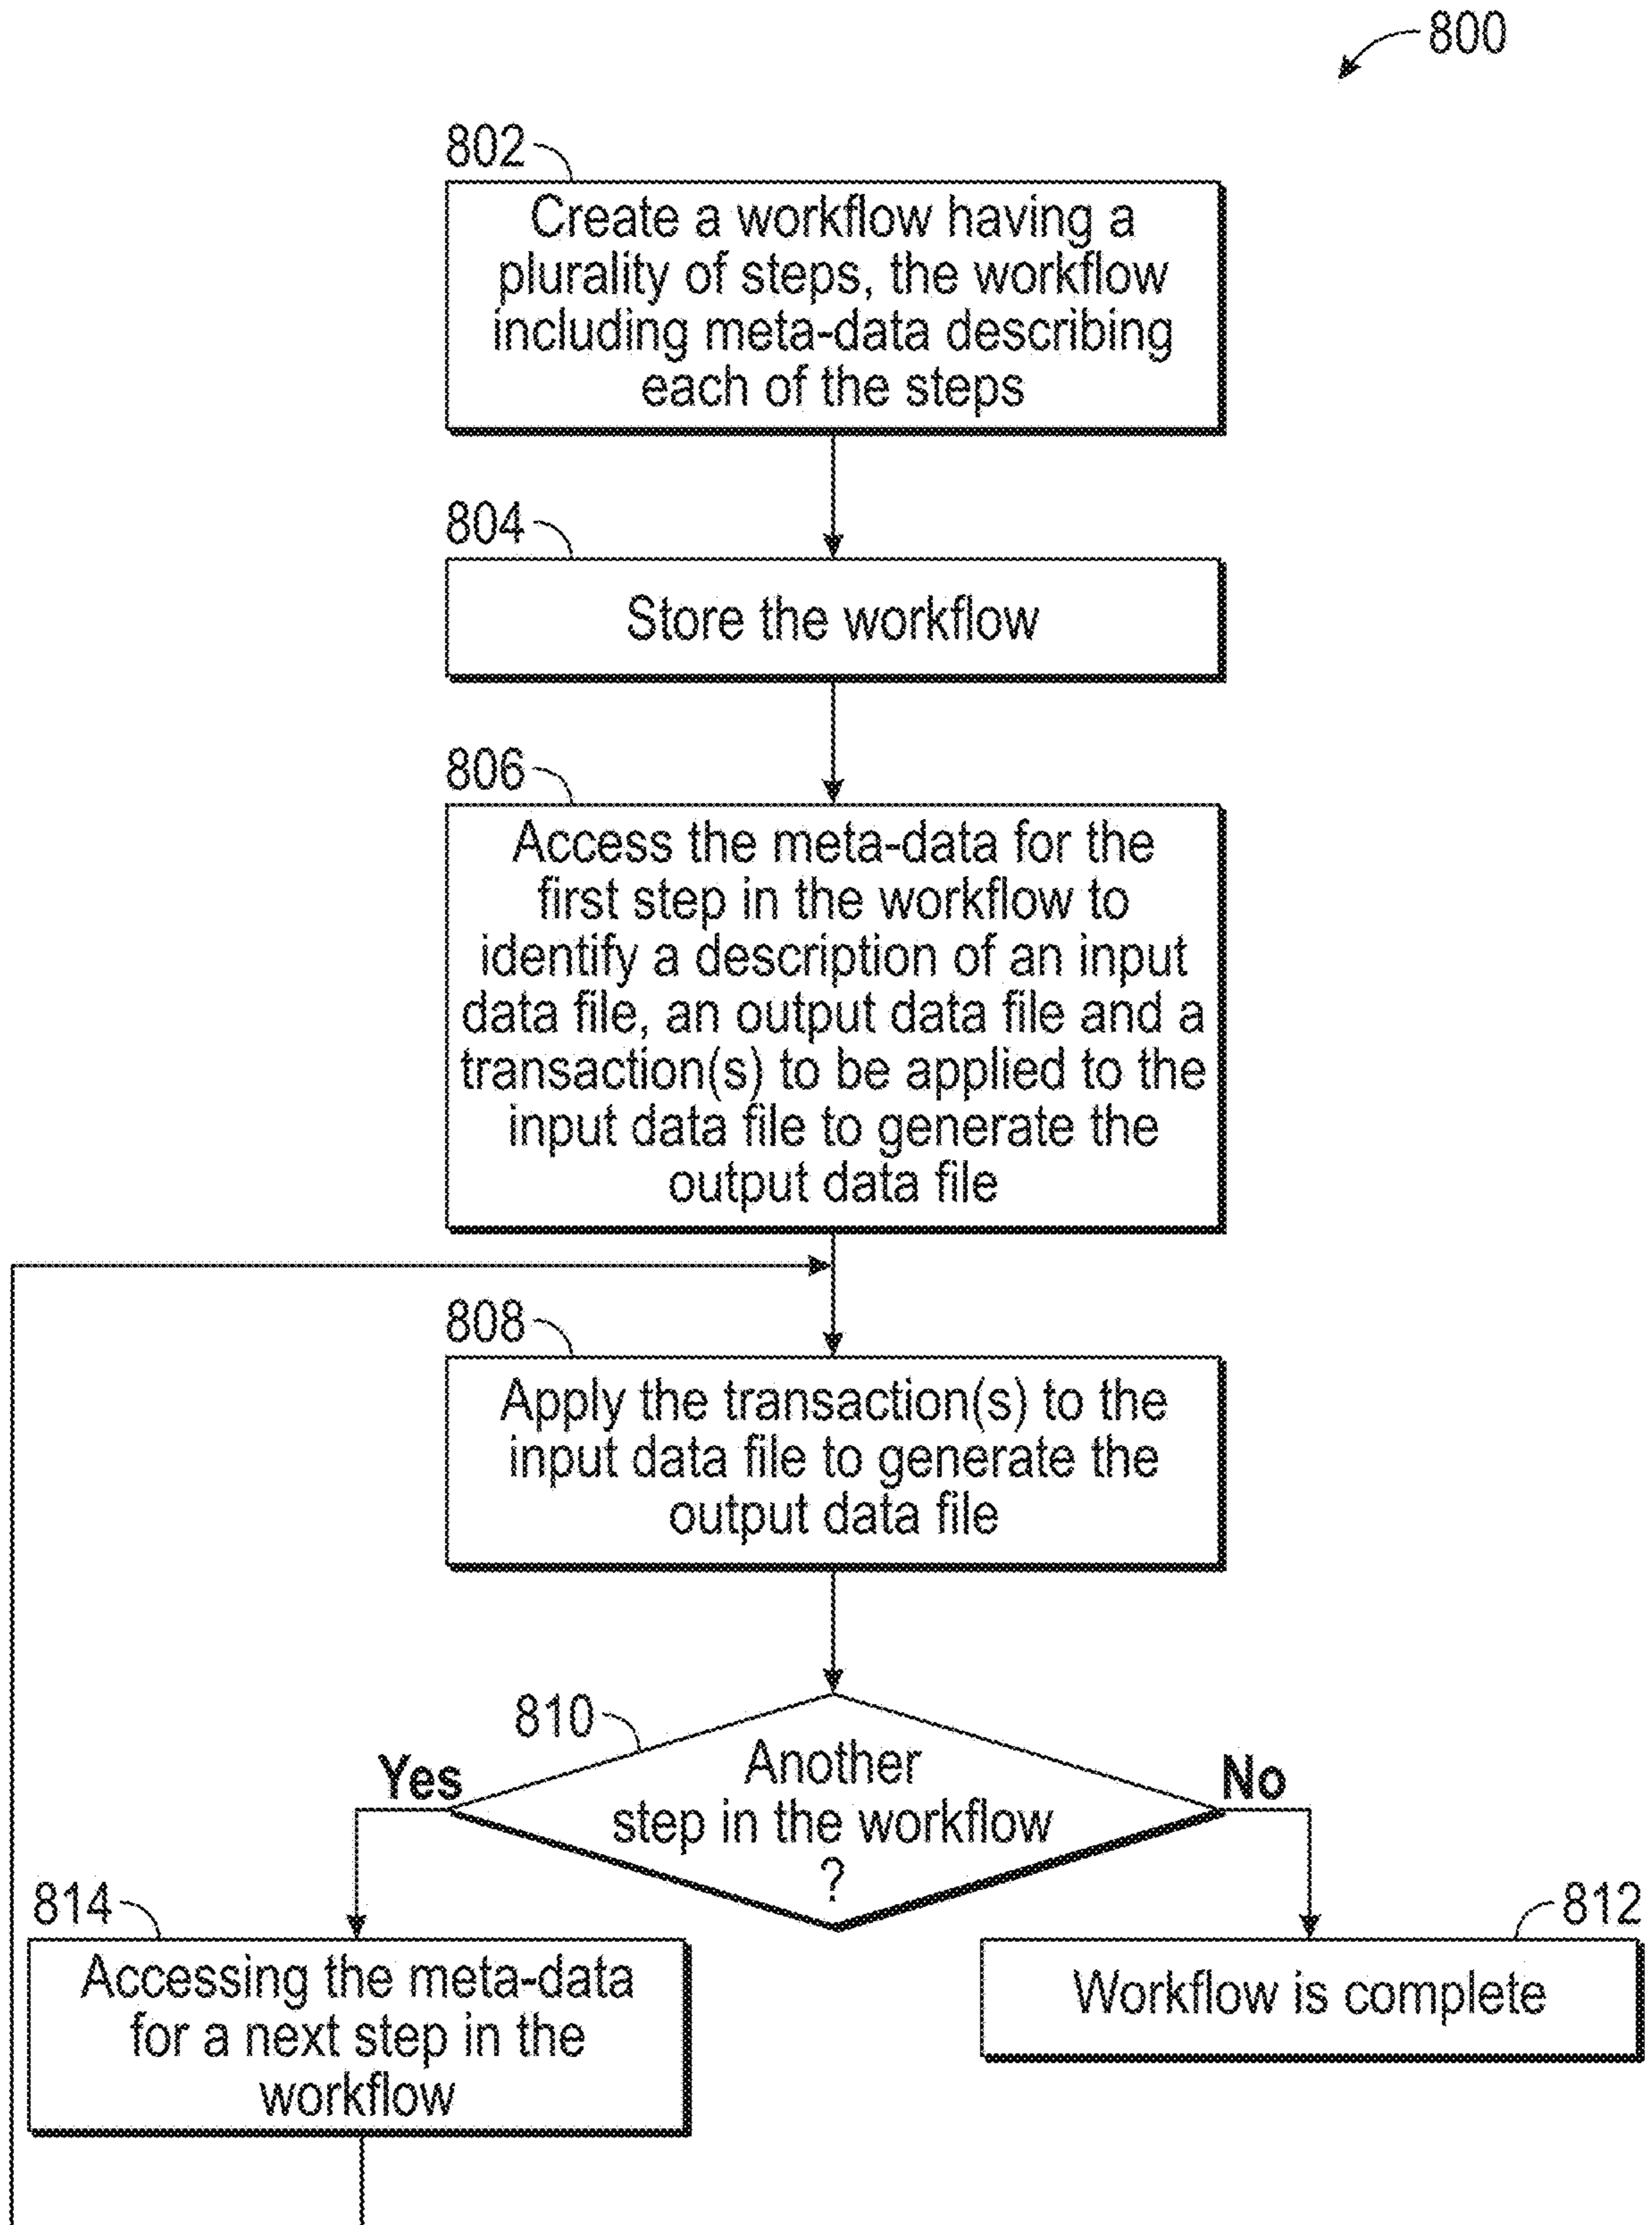 800
802
Create a workflow having a
plurality of steps, the workflow
including meta-data describing
each of the steps
804
Store the workflow
806
Access the meta-data for the
first step in the workflow to
identify a description of an input
data file, an output data file and a
transaction(s) to be applied to the
input data file to generate the
output data file
808
Apply the transaction(s) to the
input data file to generate the
output data file
810
Another
step in the workflow
?
Yes
No
814
Accessing the meta-data
for a next step in the
workflow
812
Workflow is complete